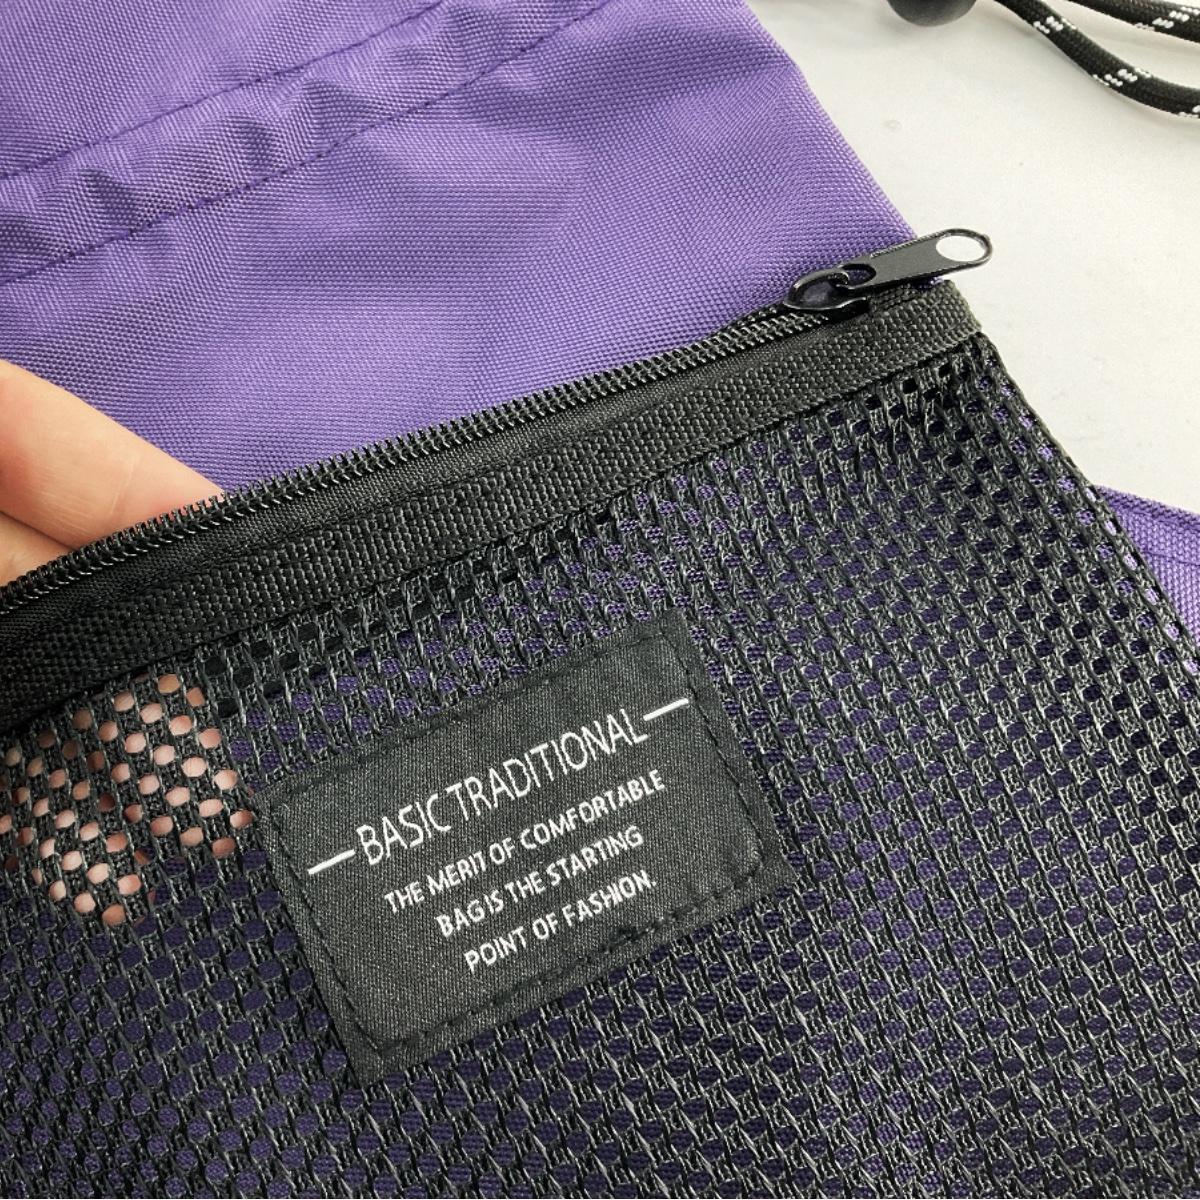 BASIC TRADITIONAL
THE MERIT OF COMFORTABLE
BAG IS THE STARTING
POINT OF FASHION.